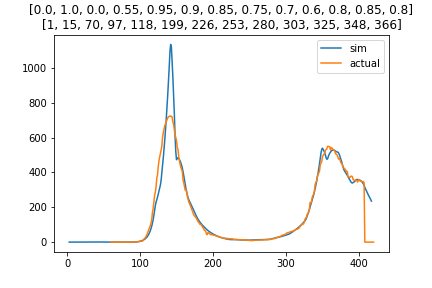 [0.0, 1.0, 0.0, 0.55, 0.95, 0.9, 0.85, 0.75, 0.7, 0.6, 0.8, 0.85, 0.8]
[1, 15, 70, 97, 118, 199, 226, 253, 280, 303, 325, 348, 366]
sim
actual
1000
800
600
400
200
0
0 100 200 300 400